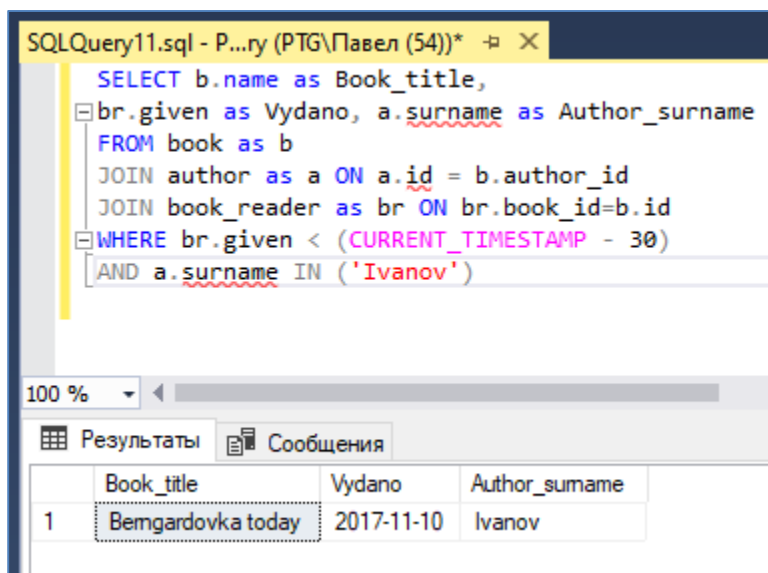 SQLQuery11.sql - P...ry (PTG\Павел (54))*
SELECT b.name as Book_title,
br.given as Vydano, a.surname as Author_surname
FROM book as b
JOIN author as a ON a.id = b.author_id
JOIN book_reader as br ON br.book_id=b.id
WHERE br.given < (CURRENT_TIMESTAMP - 30)
AND a.surname IN ('Ivanov')
100 %
Результаты Сообщения
Book_title Vydano Author_surname
1 Berngardovka today 2017-11-10 Ivanov